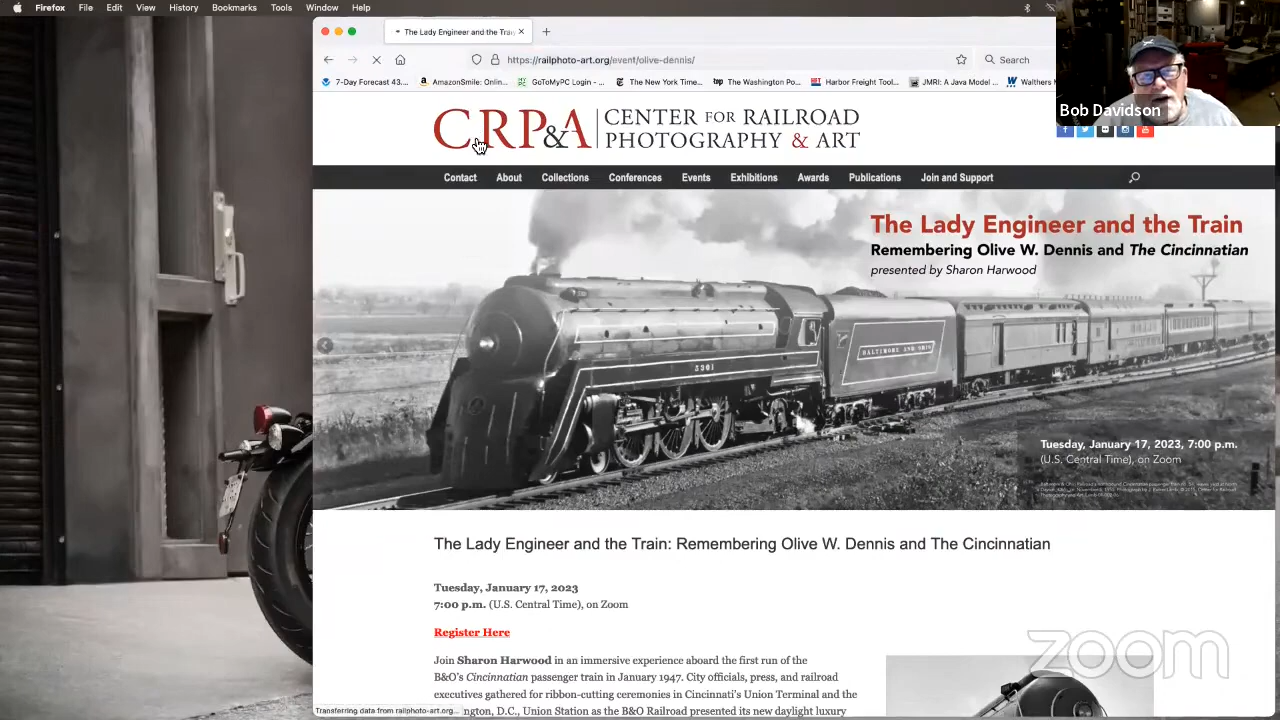 Firefox File Edit View History Bookmarks Tools Window Help
The Lady Engineer and the Train
https://railphoto-art.org/event/olive-dennis/
Search
7-Day Forecast 43...
AmazonSmile: Onlin...
GoToMyPC Login - ...
The New York Time...
The Washington Po...
Harbor Freight Tool...
JMRI: A Java Model ...
Walthers M
Bob Davidson
CRP&A CENTER FOR RAILROAD
PHOTOGRAPHY & ART
Contact About Collections Conferences Events Exhibitions Awards Publications Join and Support
The Lady Engineer and the Train
Remembering Olive W. Dennis and The Cincinnatian
presented by Sharon Harwood
5301
BALTIMORE AND OHIO
Tuesday, January 17, 2023, 7:00 p.m.
(U.S. Central Time), on Zoom
The Lady Engineer and the Train: Remembering Olive W. Dennis and The Cincinnatian
Tuesday, January 17, 2023
7:00 p.m. (U.S. Central Time), on Zoom
Register Here
Join Sharon Harwood in an immersive experience aboard the first run of the
B&O's Cincinnatian passenger train in January 1947. City officials, press, and railroad
executives gathered for ribbon-cutting ceremonies in Cincinnati's Union Terminal and the
ngton, D.C., Union Station as the B&O Railroad presented its new daylight luxury
Transferring data from railphoto-art.org...
zoom